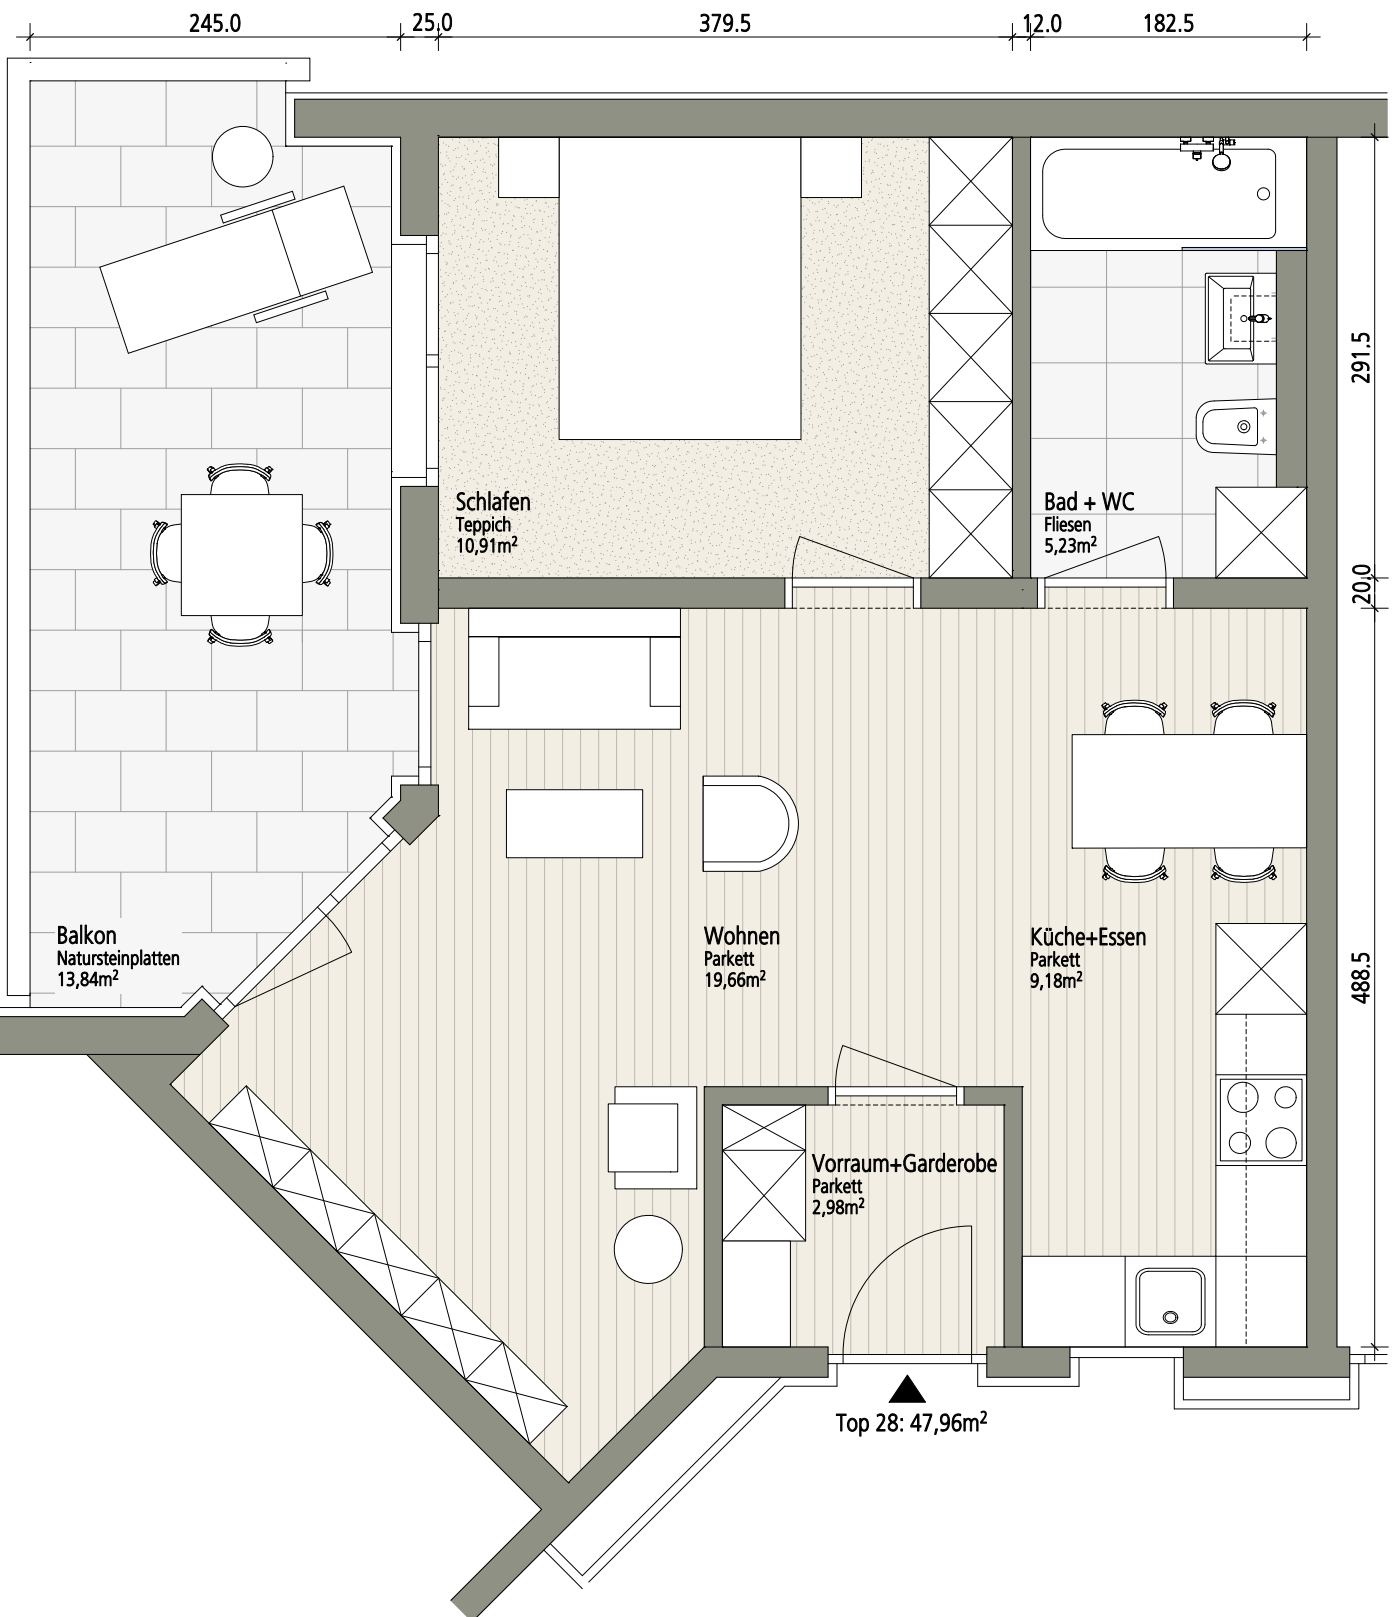 245.0
25.0
379.5
12.0
182.5
291.5
20.0
488.5
Schlafen
Teppich
10,91m²
Bad + WC
Fliesen
5,23m²
Balkon
Natursteinplatten
13,84m²
Wohnen
Parkett
19,66m²
Küche+Essen
Parkett
9,18m²
Vorraum+Garderobe
Parkett
2,98m²
Top 28: 47,96m²